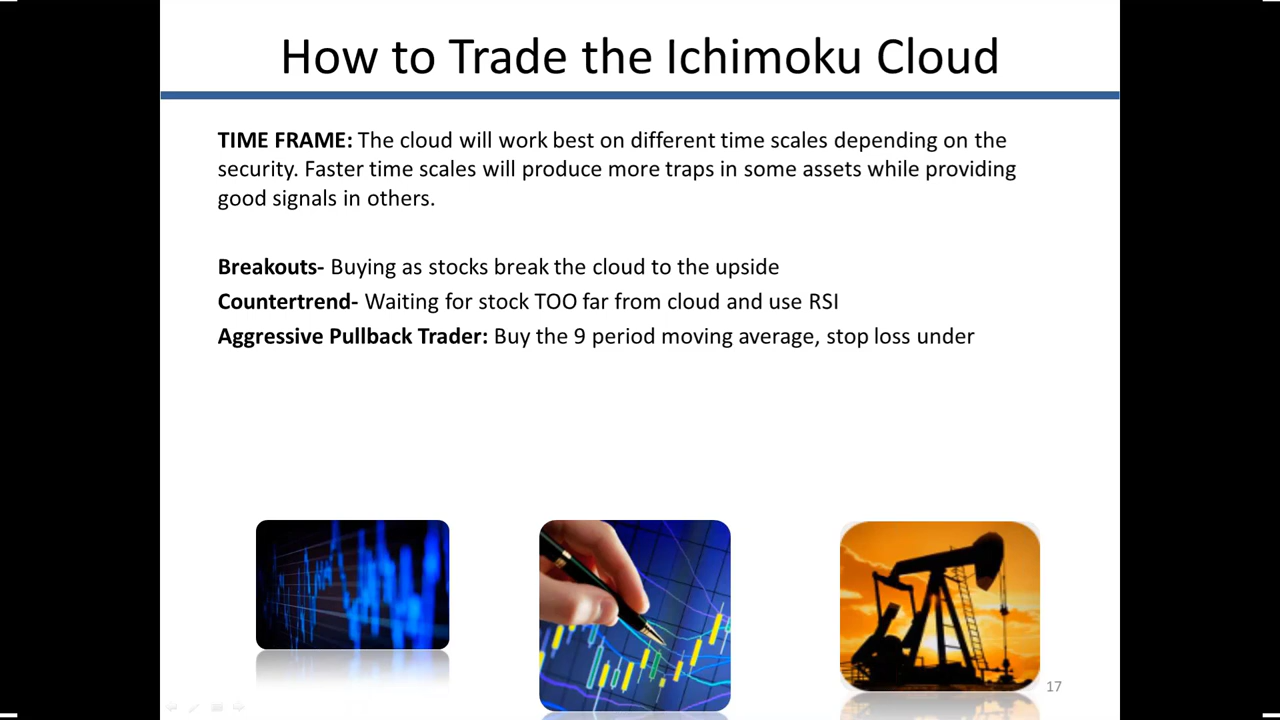 How to Trade the Ichimoku Cloud
TIME FRAME: The cloud will work best on different time scales depending on the
security. Faster time scales will produce more traps in some assets while providing
good signals in others.
Breakouts- Buying as stocks break the cloud to the upside
Countertrend- Waiting for stock TOO far from cloud and use RSI
Aggressive Pullback Trader: Buy the 9 period moving average, stop loss under
17